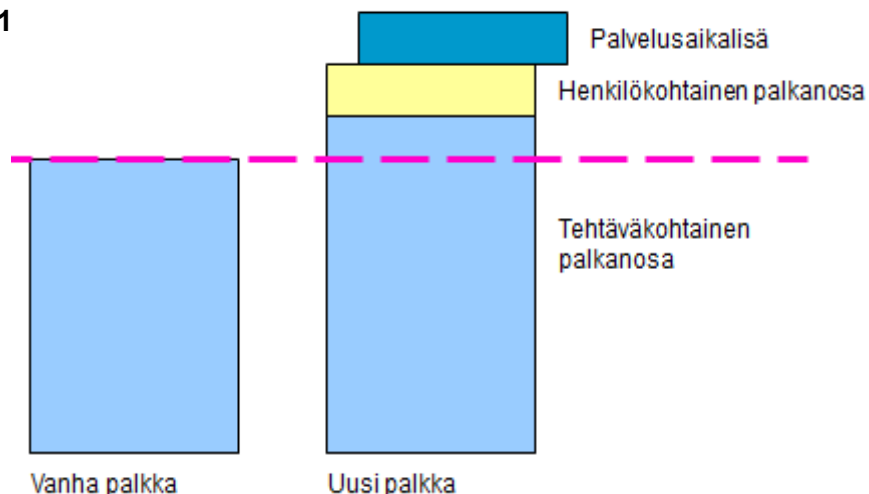 1
Palvelusaikalisä
Henkilökohtainen palkanosa
Tehtäväkohtainen
palkanosa
Vanha palkka
Uusi palkka